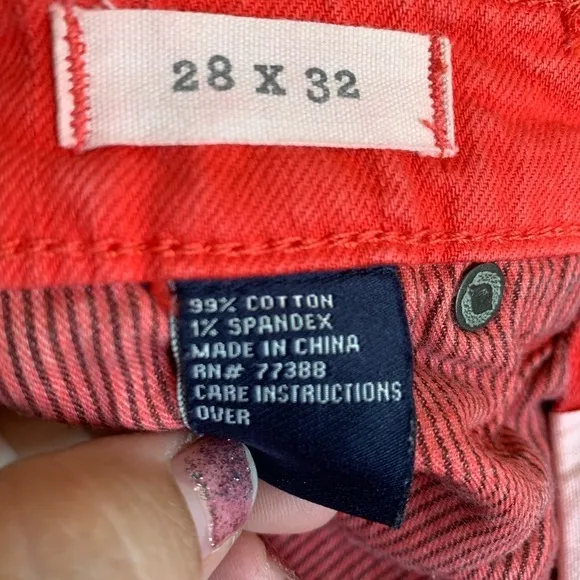 28 X 32
99% COTTON
1% SPANDEX
MADE IN CHINA
RN# 77388
CARE INSTRUCTIONS
OVER